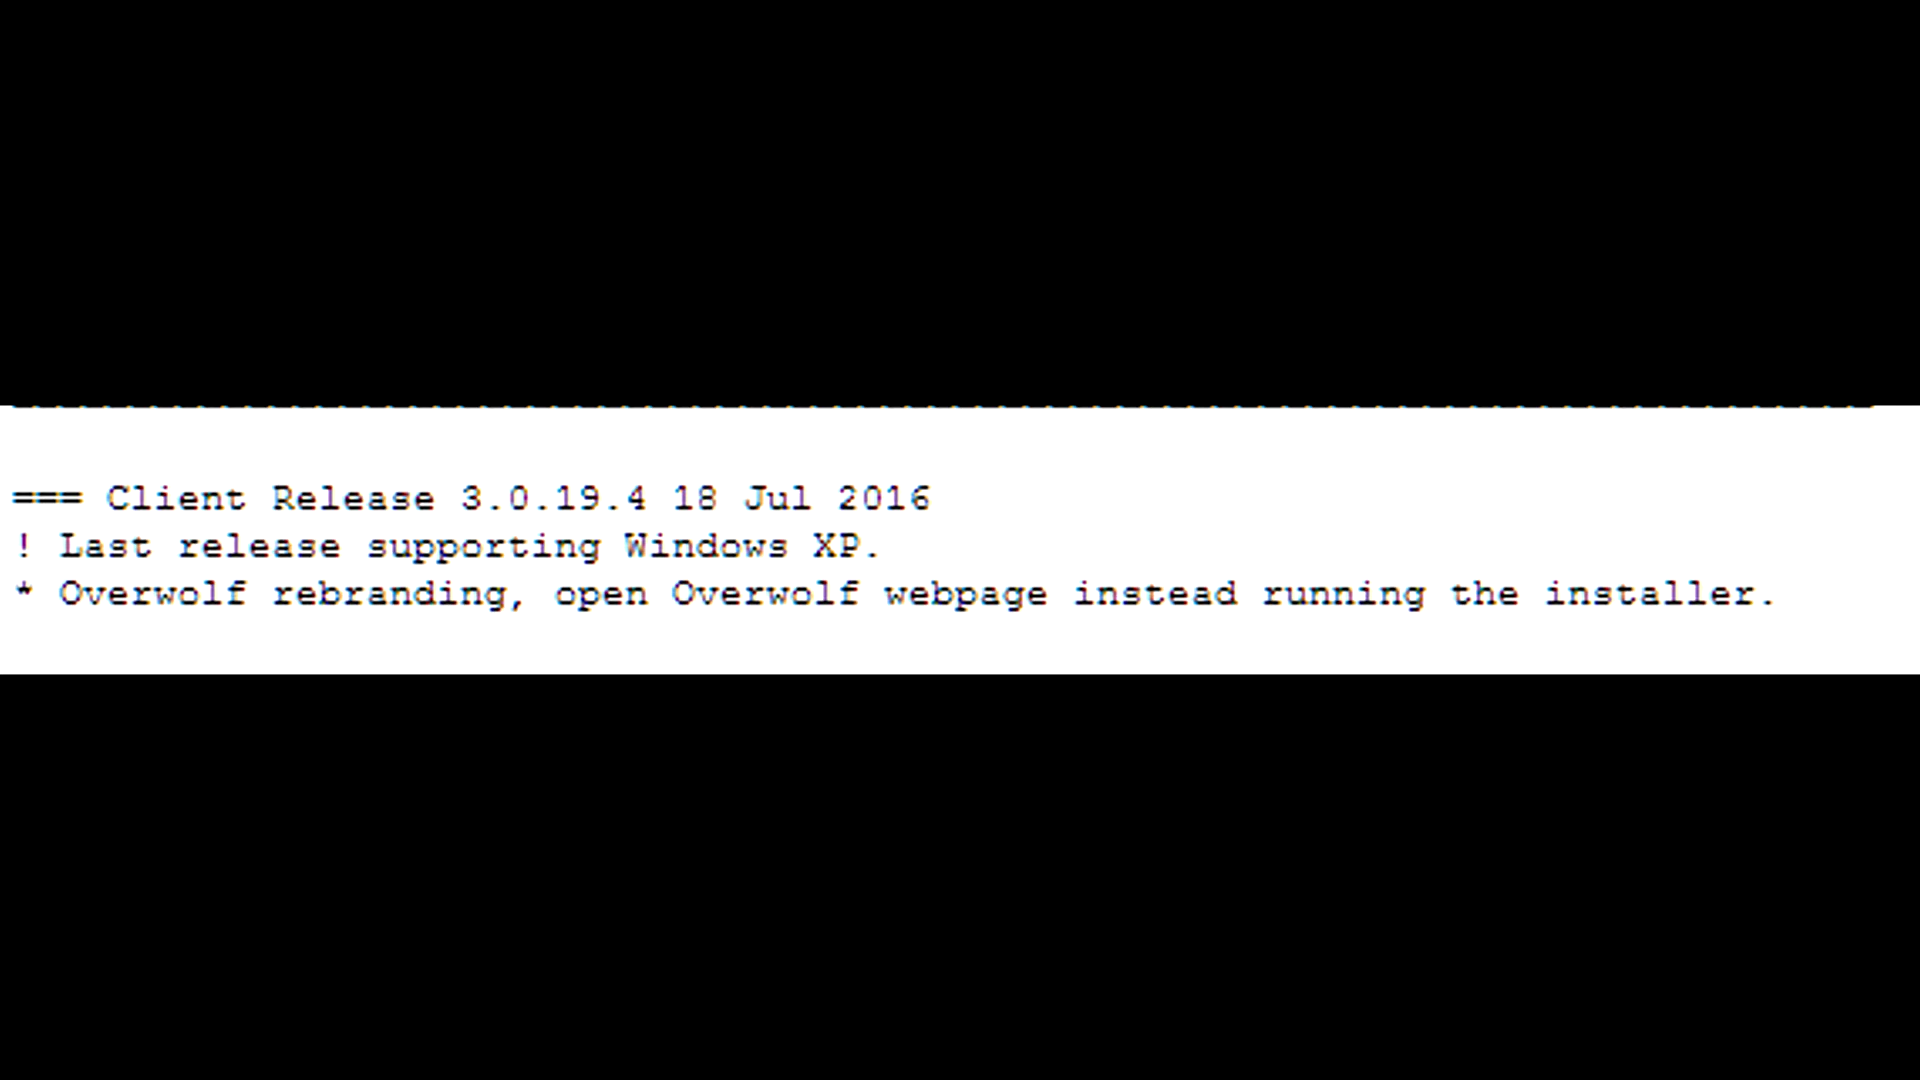 === Client Release 3.0.19.4 18 Jul 2016
! Last release supporting Windows XP.
* Overwolf rebranding, open Overwolf webpage instead running the installer.